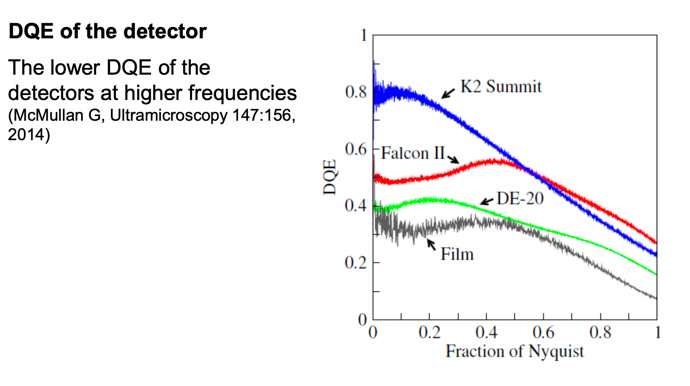 DQE of the detector
The lower DQE of the
detectors at higher frequencies
(McMullan G, Ultramicroscopy 147:156,
2014)
1
0.8
0.6
0.4
0.2
0
DQE
K2 Summit
Falcon II
DE-20
Film
0 0.2 0.4 0.6 0.8 1
Fraction of Nyquist